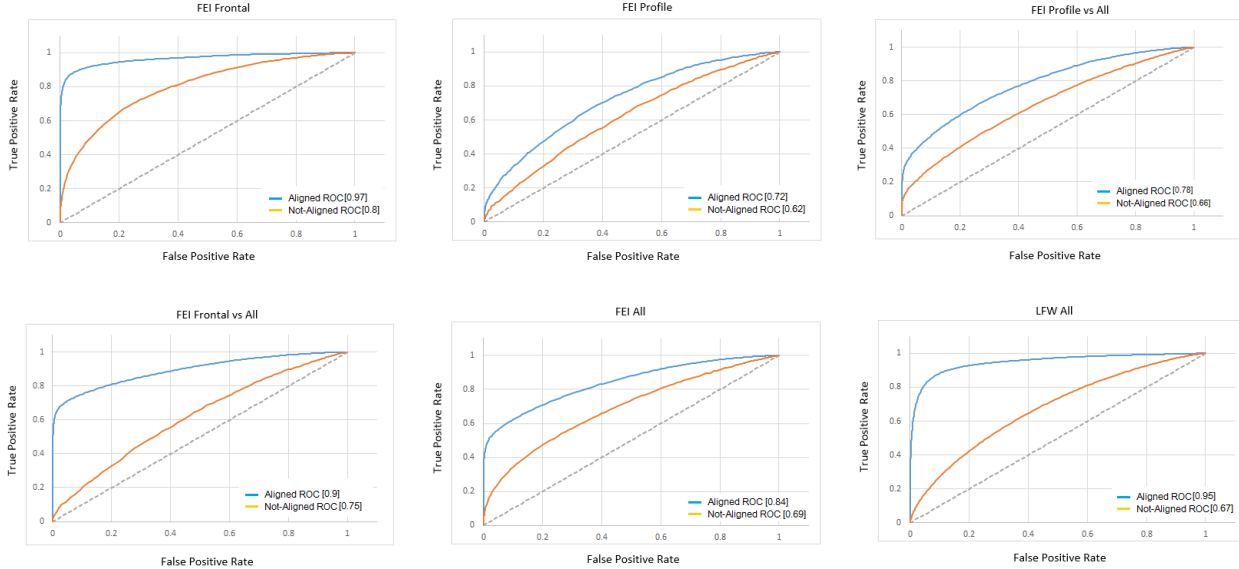 FEI Frontal
True Positive Rate
1
0.8
0.6
0.4
0.2
0
Aligned ROC[0.97]
Not-Aligned ROC[0.8]
0 0.2 0.4 0.6 0.8 1
False Positive Rate
FEI Profile
True Positive Rate
1
0.8
0.6
0.4
0.2
0
Aligned ROC[0.72]
Not-Aligned ROC[0.62]
0 0.2 0.4 0.6 0.8 1
False Positive Rate
FEI Profile vs All
True Positive Rate
1
0.8
0.6
0.4
0.2
0
Aligned ROC [0.78]
Not-Aligned ROC [0.66]
0 0.2 0.4 0.6 0.8 1
False Positive Rate
FEI Frontal vs All
True Positive Rate
1
0.8
0.6
0.4
0.2
0
Aligned ROC [0.9]
Not-Aligned ROC [0.75]
0 0.2 0.4 0.6 0.8 1
False Positive Rate
FEI All
True Positive Rate
1
0.8
0.6
0.4
0.2
0
Aligned ROC [0.84]
Not-Aligned ROC [0.69]
0 0.2 0.4 0.6 0.8 1
False Positive Rate
LFW All
True Positive Rate
1
0.8
0.6
0.4
0.2
0
Aligned ROC [0.95]
Not-Aligned ROC [0.67]
0 0.2 0.4 0.6 0.8 1
False Positive Rate